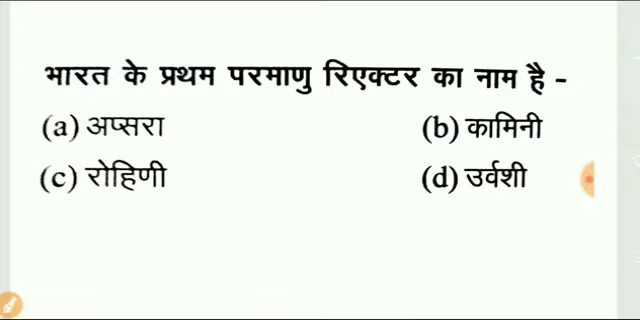 भारत के प्रथम परमाणु रिएक्टर का नाम है -
(a) अप्सरा (b) कामिनी
(c) रोहिणी (d) उर्वशी